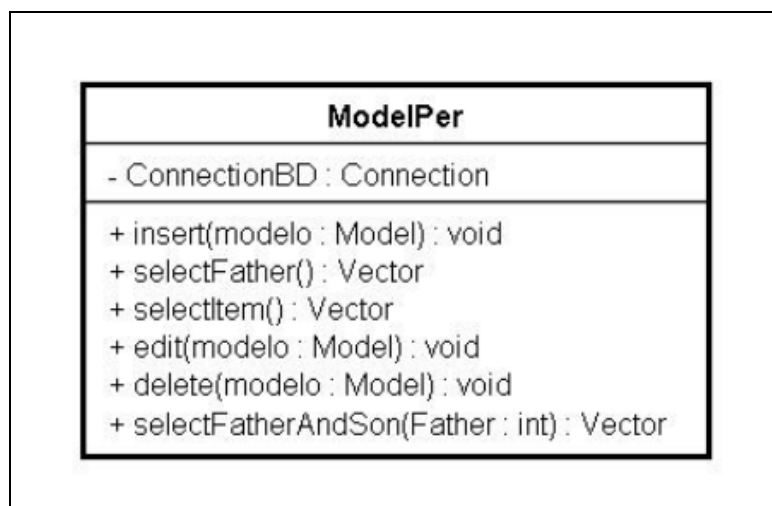 ModelPer
- ConnectionBD : Connection
+ insert(modelo : Model) : void
+ selectFather() : Vector
+ selectItem() : Vector
+ edit(modelo : Model) : void
+ delete(modelo : Model) : void
+ selectFatherAndSon(Father : int) : Vector